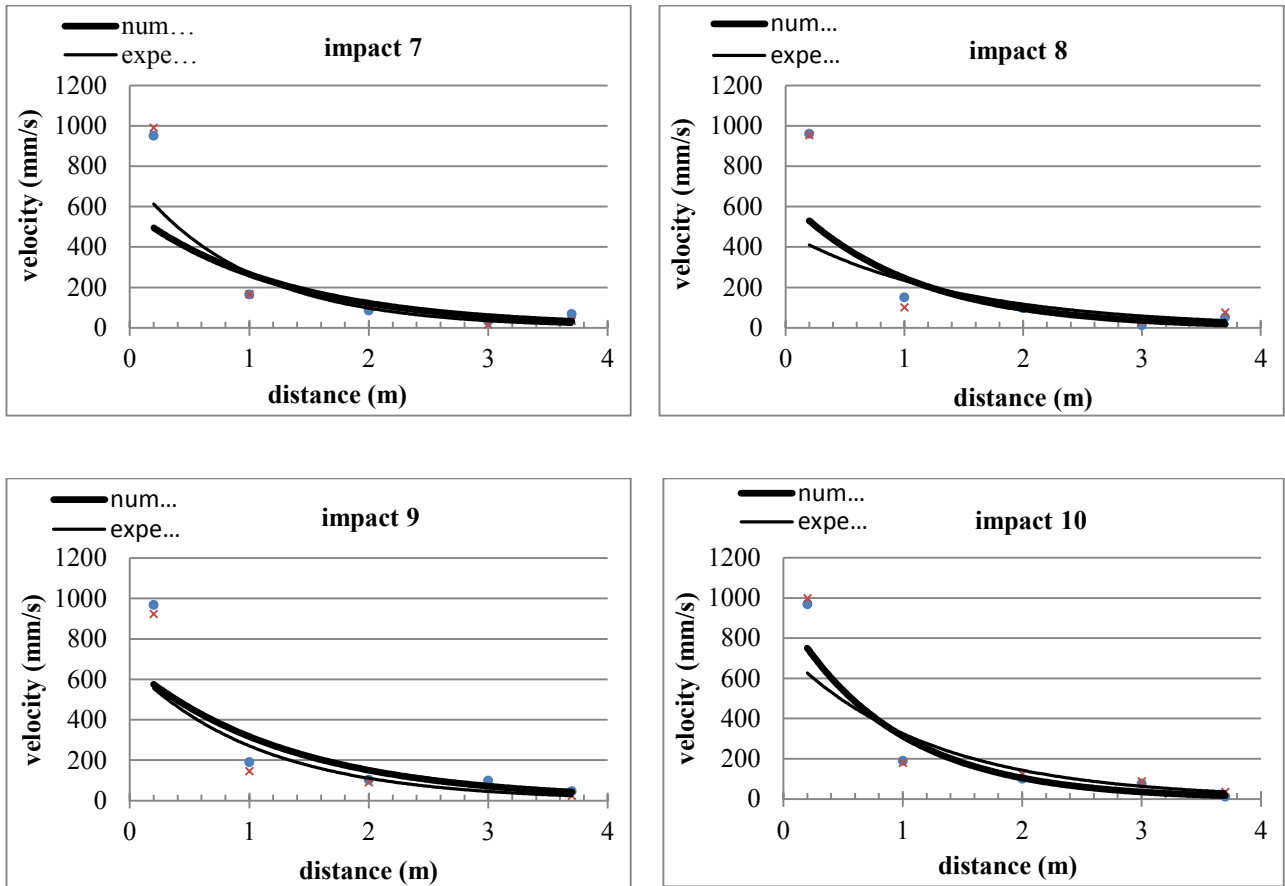 num…
expe…
impact 7
1200
1000
800
600
400
200
0
0 1 2 3 4
velocity (mm/s)
distance (m)
num...
expe...
impact 8
1200
1000
800
600
400
200
0
0 1 2 3 4
velocity (mm/s)
distance (m)
num...
expe...
impact 9
1200
1000
800
600
400
200
0
0 1 2 3 4
velocity (mm/s)
distance (m)
num...
expe...
impact 10
1200
1000
800
600
400
200
0
0 1 2 3 4
velocity (mm/s)
distance (m)